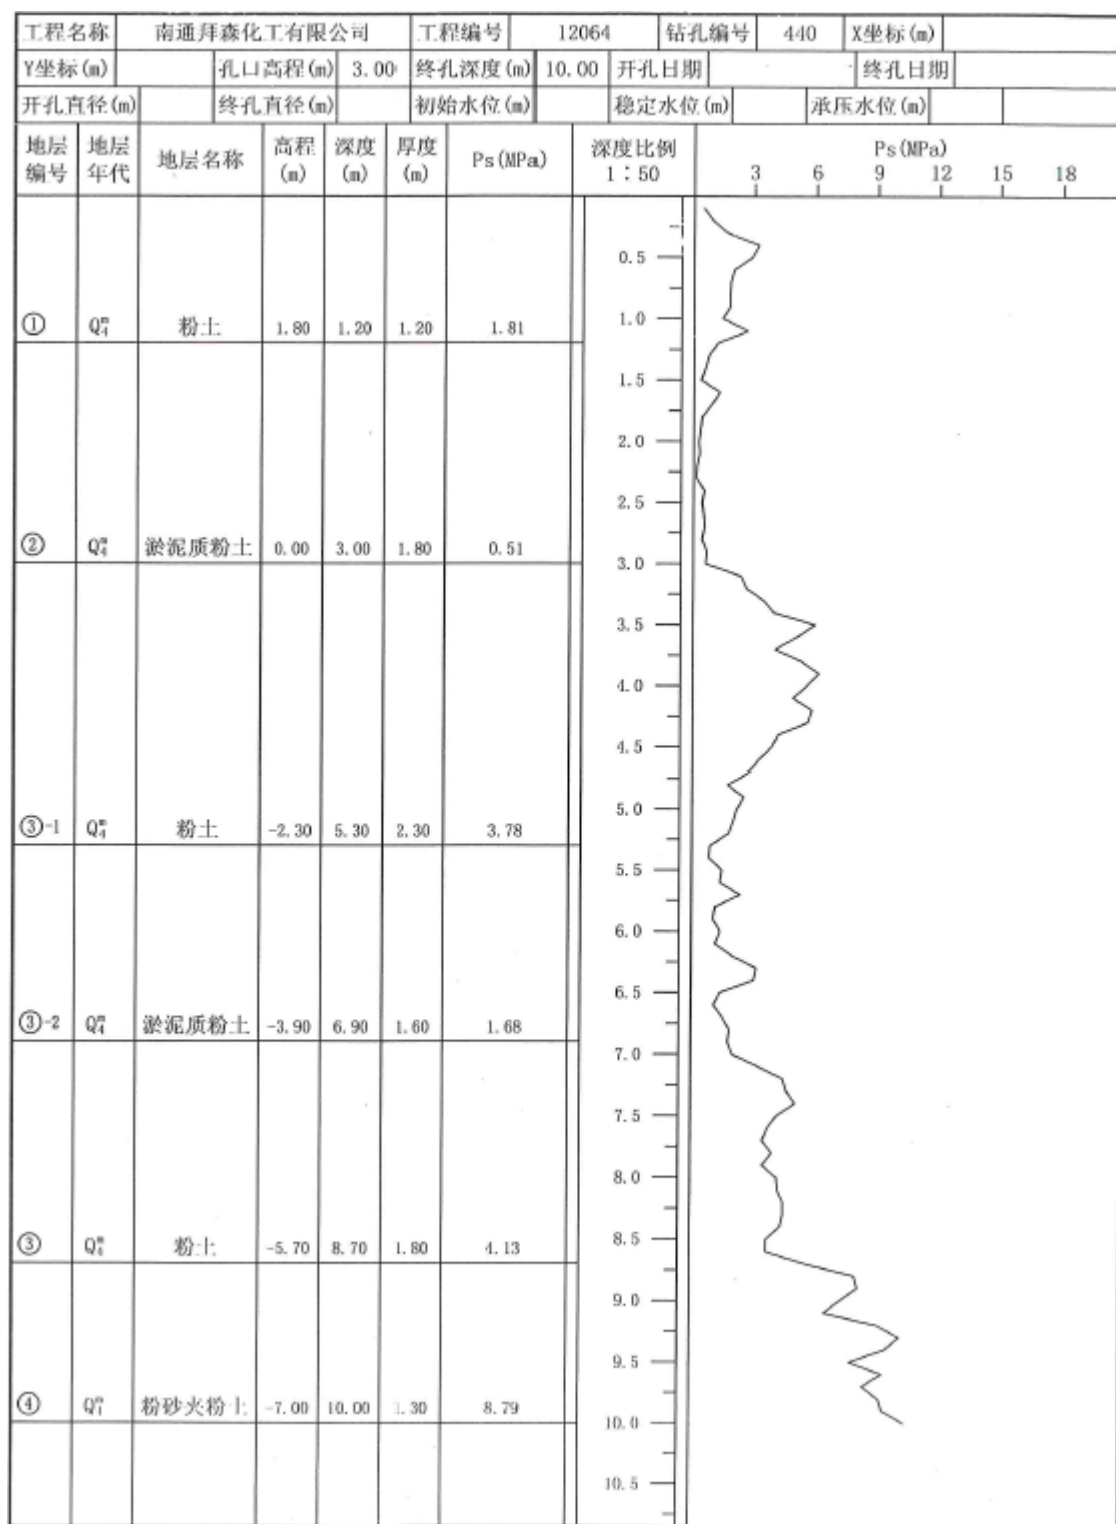 工程名称 南通拜森化工有限公司 工程编号 12064 钻孔编号 440 X坐标(m)
Y坐标(m) 孔口高程(m) 3.00 终孔深度(m) 10.00 开孔日期 终孔日期
开孔直径(m) 终孔直径(m) 初始水位(m) 稳定水位(m) 承压水位(m)
地层编号 地层年代 地层名称 高程(m) 深度(m) 厚度(m) Ps(MPa) 深度比例 1:50 Ps(MPa)
3 6 9 12 15 18
0.5
1.0
① Q₄ᵐ 粉土 1.80 1.20 1.20 1.81
1.5
2.0
2.5
② Q₄ᵐ 淤泥质粉土 0.00 3.00 1.80 0.51
3.0
3.5
4.0
4.5
5.0
③-1 Q₄ᵐ 粉土 -2.30 5.30 2.30 3.78
5.5
6.0
6.5
③-2 Q₄ᵐ 淤泥质粉土 -3.90 6.90 1.60 1.68
7.0
7.5
8.0
8.5
③ Q₄ᵐ 粉土 -5.70 8.70 1.80 4.13
9.0
9.5
④ Q₄ᵐ 粉砂夹粉土 -7.00 10.00 1.30 8.79
10.0
10.5